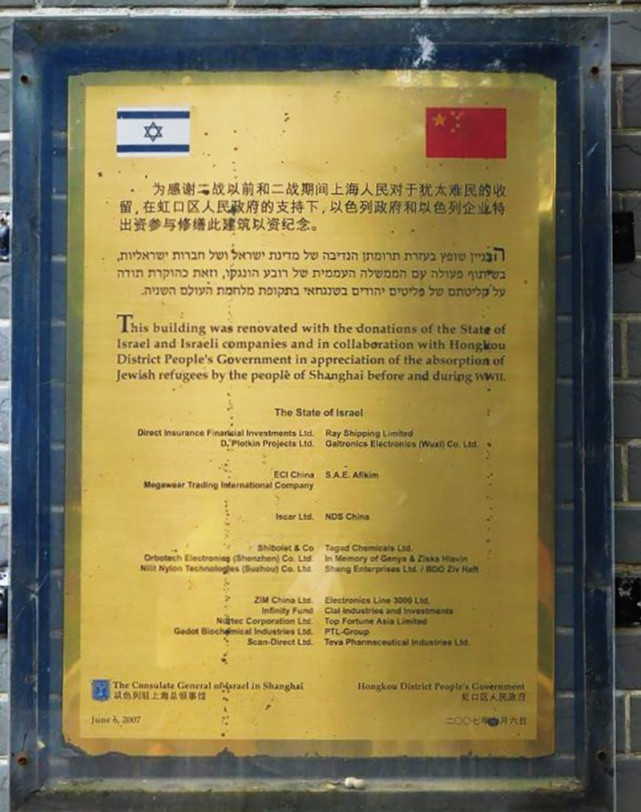 为感谢二战以前和二战期间上海人民对于犹太难民的收
留,在虹口区人民政府的支持下,以色列政府和以色列企业特
出资参与修缮此建筑以资纪念。
הבניין שופץ בעזרת תרומתן הנדיבה של מדינת ישראל ושל חברות ישראליות,
בשיתוף פעולה עם הממשלה העממית של רובע הונגקו, וזאת כהוקרת תודה
על קליטתם של פליטים יהודים בשנגחאי בתקופת מלחמת העולם השניה.
This building was renovated with the donations of the State of
Israel and Israeli companies and in collaboration with Hongkou
District People's Government in appreciation of the absorption of
Jewish refugees by the people of Shanghai before and during WWII.
The State of Israel
Direct Insurance Financial Investments Ltd. Ray Shipping Limited
D. Plotkin Projects Ltd. Galtronics Electronics (Wuxi) Co. Ltd.
ECI China S.A.E. Afikim
Megawear Trading International Company
Iscar Ltd. NDS China
Shibolet & Co Tagad Chemicals Ltd.
Orbotech Electronics (Shenzhen) Co. Ltd. In Memory of Genya & Ziska Hlavin
Nilit Nylon Technologies (Suzhou) Co. Ltd. Sheng Enterprises Ltd. / BDO Ziv Haft
ZIM China Ltd. Electronics Line 3000 Ltd.
Infinity Fund Clal Industries and Investments
Nurtec Corporation Ltd. Top Fortune Asia Limited
Gadot Biochemical Industries Ltd. PTL-Group
Scan-Direct Ltd. Teva Pharmaceutical Industries Ltd.
The Consulate General of Israel in Shanghai Hongkou District People's Government
以色列驻上海总领事馆 虹口区人民政府
June 6, 2007 二〇〇七年六月六日